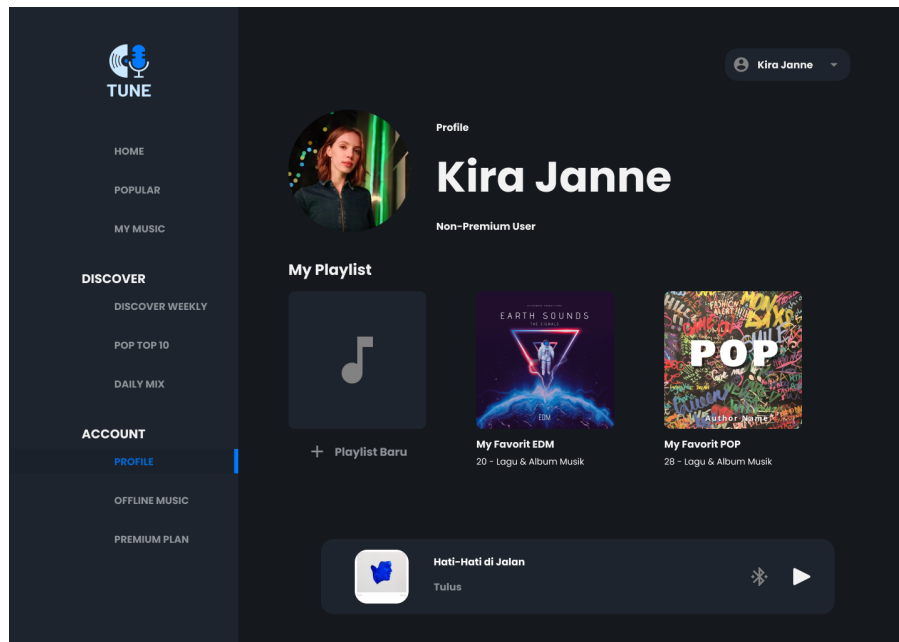 TUNE
HOME
POPULAR
MY MUSIC
DISCOVER
DISCOVER WEEKLY
POP TOP 10
DAILY MIX
ACCOUNT
PROFILE
OFFLINE MUSIC
PREMIUM PLAN
Kira Janne
Profile
Kira Janne
Non-Premium User
My Playlist
Playlist Baru
EARTH SOUNDS
THE SIGNALS
EDM
My Favorit EDM
20 - Lagu & Album Musik
FASHION
ALERT!!!!
POP
Author Name
My Favorit POP
28 - Lagu & Album Musik
Hati-Hati di Jalan
Tulus